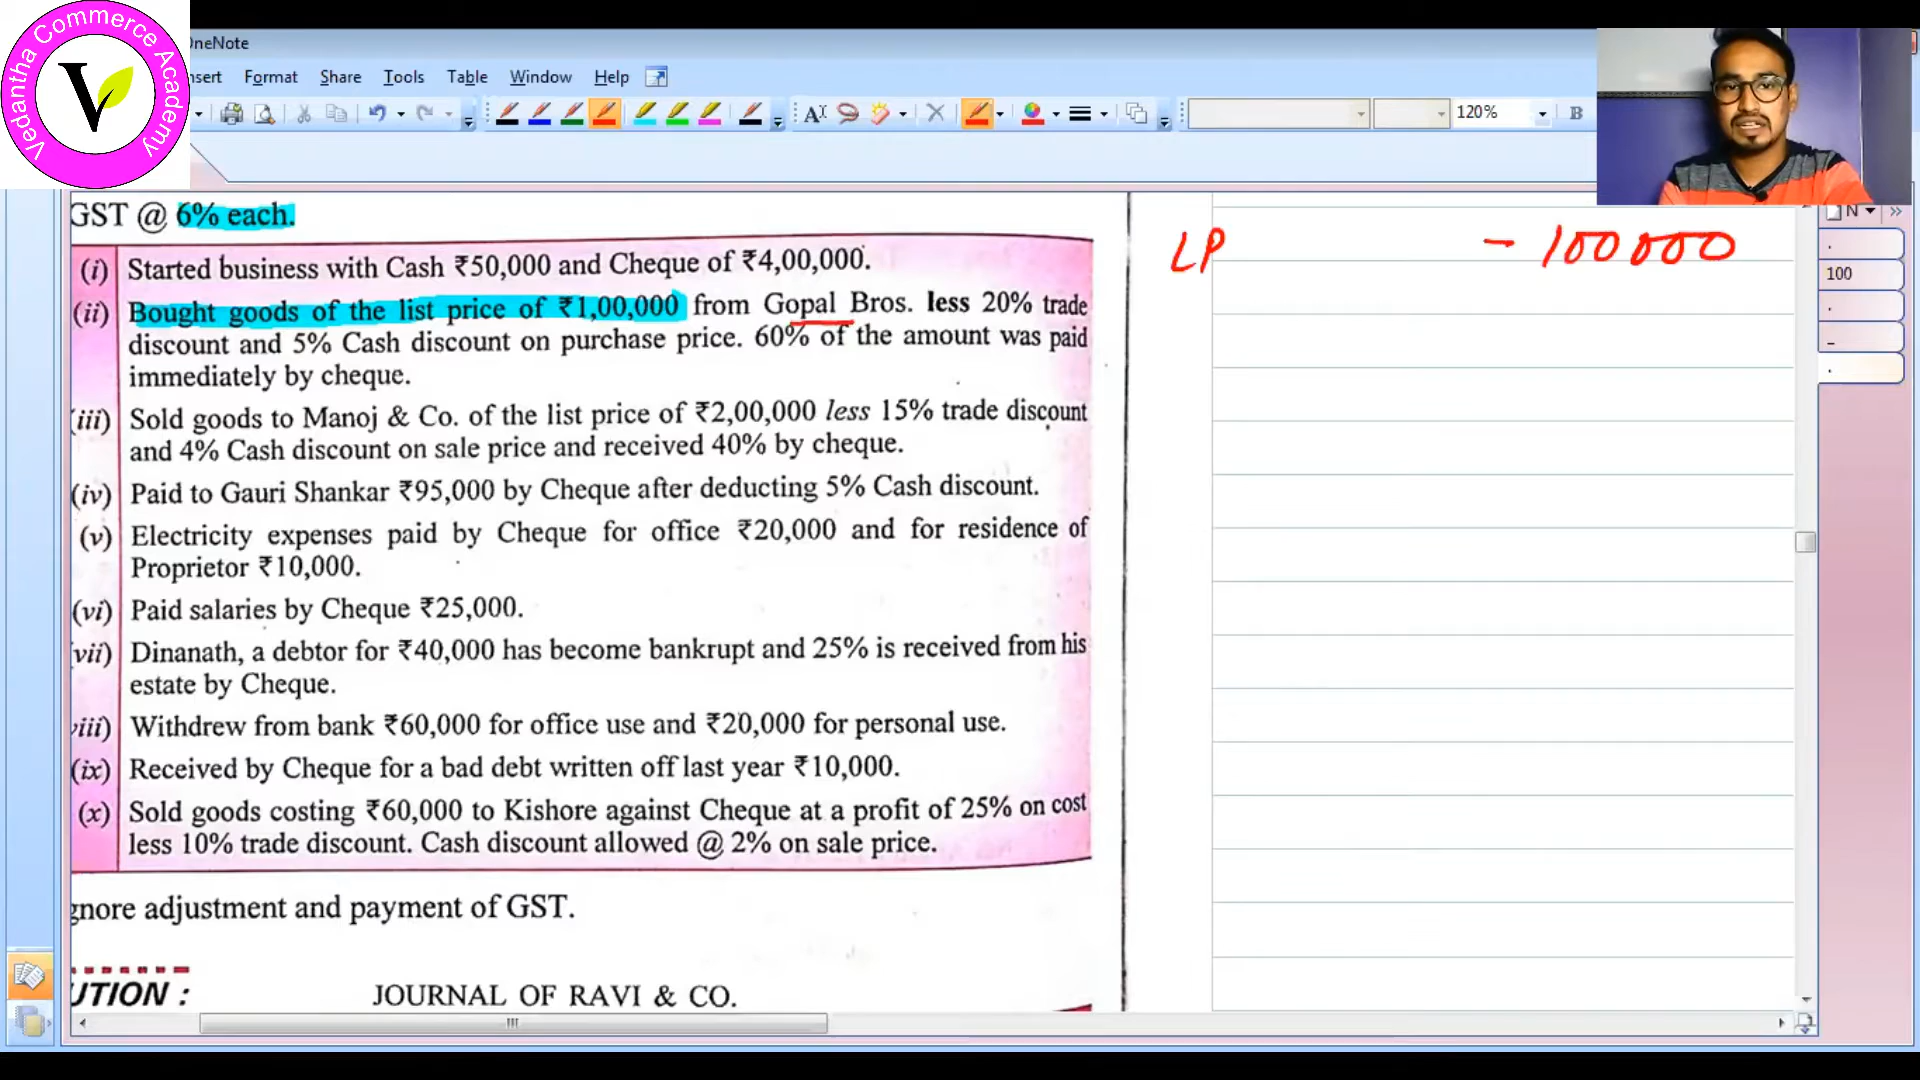 Vedantha Commerce Academy
OneNote
nsert Format Share Tools Table Window Help
120% B
N
GST @ 6% each.
LP - 100000
100
(i) Started business with Cash ₹50,000 and Cheque of ₹4,00,000.
(ii) Bought goods of the list price of ₹1,00,000 from Gopal Bros. less 20% trade
discount and 5% Cash discount on purchase price. 60% of the amount was paid
immediately by cheque.
(iii) Sold goods to Manoj & Co. of the list price of ₹2,00,000 less 15% trade discount
and 4% Cash discount on sale price and received 40% by cheque.
(iv) Paid to Gauri Shankar ₹95,000 by Cheque after deducting 5% Cash discount.
(v) Electricity expenses paid by Cheque for office ₹20,000 and for residence of
Proprietor ₹10,000.
(vi) Paid salaries by Cheque ₹25,000.
vii) Dinanath, a debtor for ₹40,000 has become bankrupt and 25% is received from his
estate by Cheque.
viii) Withdrew from bank ₹60,000 for office use and ₹20,000 for personal use.
(ix) Received by Cheque for a bad debt written off last year ₹10,000.
(x) Sold goods costing ₹60,000 to Kishore against Cheque at a profit of 25% on cost
less 10% trade discount. Cash discount allowed @ 2% on sale price.
gnore adjustment and payment of GST.
UTION :
JOURNAL OF RAVI & CO.